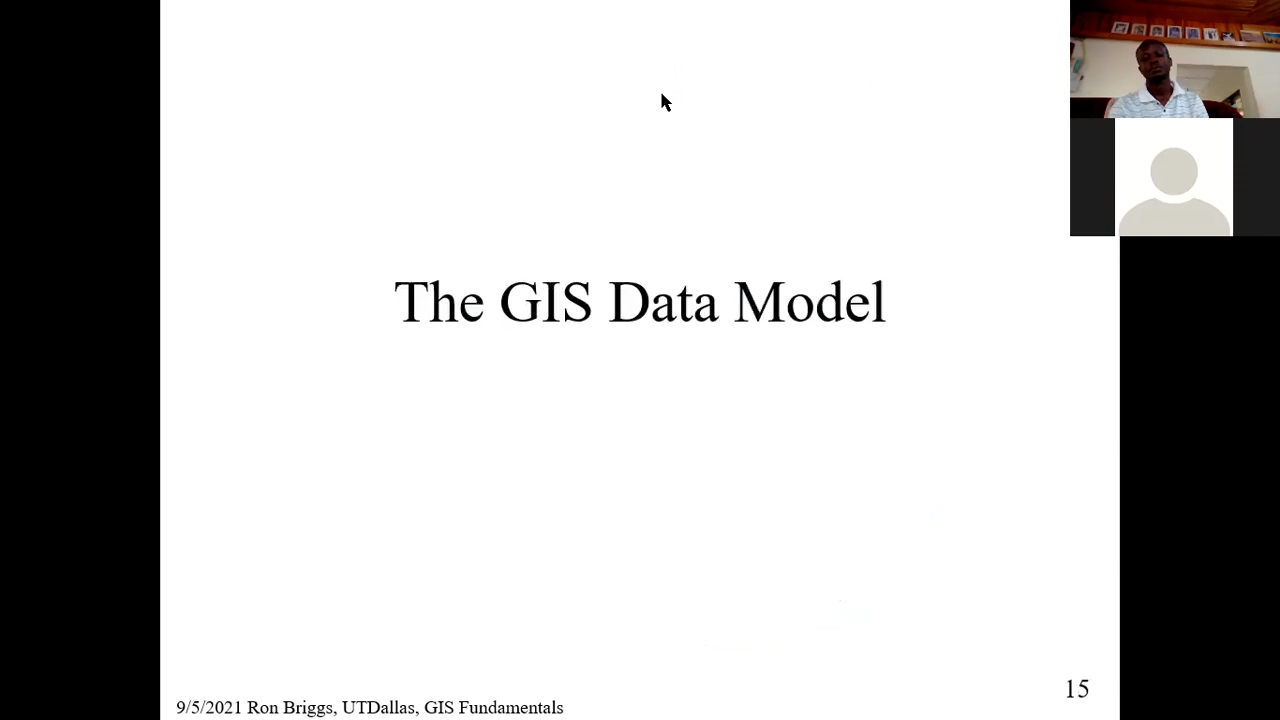 The GIS Data Model
15
9/5/2021 Ron Briggs, UTDallas, GIS Fundamentals